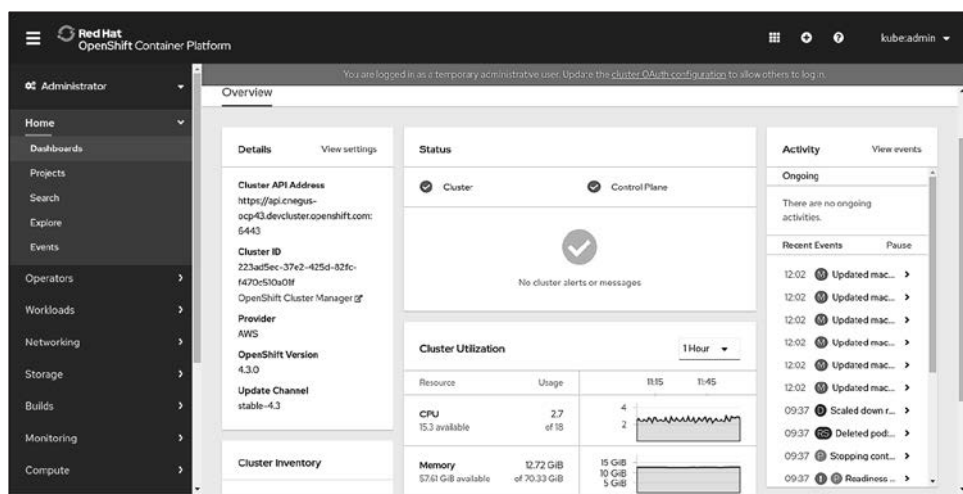 Red Hat
OpenShift Container Platform
kube:admin
Administrator
You are logged in as a temporary administrative user. Update the cluster OAuth configuration to allow others to log in.
Home
Dashboards
Projects
Search
Explore
Events
Operators
Workloads
Networking
Storage
Builds
Monitoring
Compute
Overview
Details View settings
Cluster API Address
https://api.cnegus-
ocp43.devcluster.openshift.com:
6443
Cluster ID
223ad5ec-37e2-425d-82fc-
f470c510a01f
OpenShift Cluster Manager
Provider
AWS
OpenShift Version
4.3.0
Update Channel
stable-4.3
Cluster Inventory
Status
Cluster Control Plane
No cluster alerts or messages
Cluster Utilization 1 Hour
Resource Usage 11:15 11:45
CPU 2.7 4
15.3 available of 18 2
Memory 12.72 GiB 15 GiB
57.61 GiB available of 70.33 GiB 10 GiB
5 GiB
Activity View events
Ongoing
There are no ongoing
activities.
Recent Events Pause
12:02 M Updated mac...
12:02 M Updated mac...
12:02 M Updated mac...
12:02 M Updated mac...
12:02 M Updated mac...
12:02 M Updated mac...
09:37 D Scaled down r...
09:37 RS Deleted pod:...
09:37 P Stopping cont...
09:37 P Readiness ...